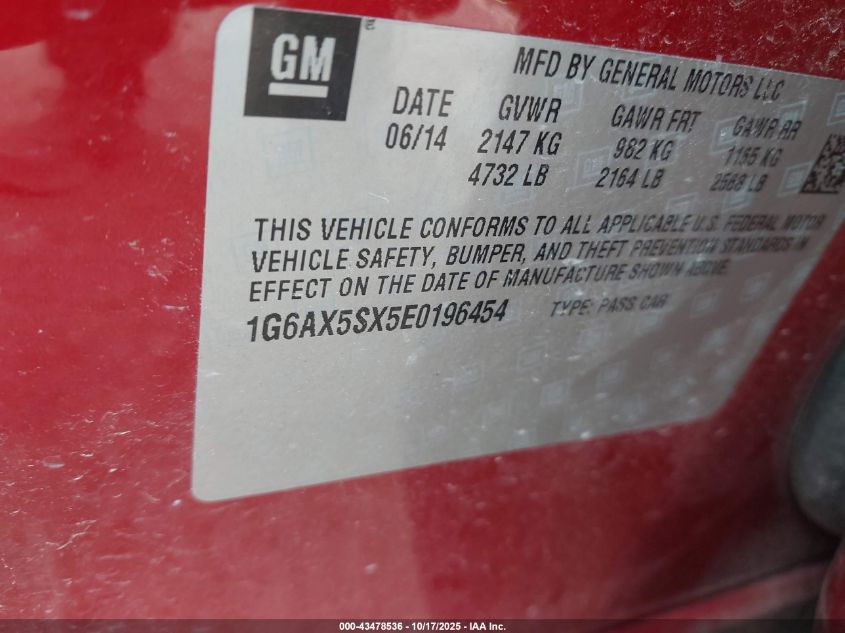 GM
MFD BY GENERAL MOTORS LLC
DATE GVWR GAWR FRT GAWR RR
06/14 2147 KG 982 KG 1165 KG
4732 LB 2164 LB 2568 LB
THIS VEHICLE CONFORMS TO ALL APPLICABLE U.S. FEDERAL MOTOR
VEHICLE SAFETY, BUMPER, AND THEFT PREVENTION STANDARDS IN
EFFECT ON THE DATE OF MANUFACTURE SHOWN ABOVE.
1G6AX5SX5E0196454 TYPE: PASS CAR
000-43478536 - 10/17/2025 - IAA Inc.